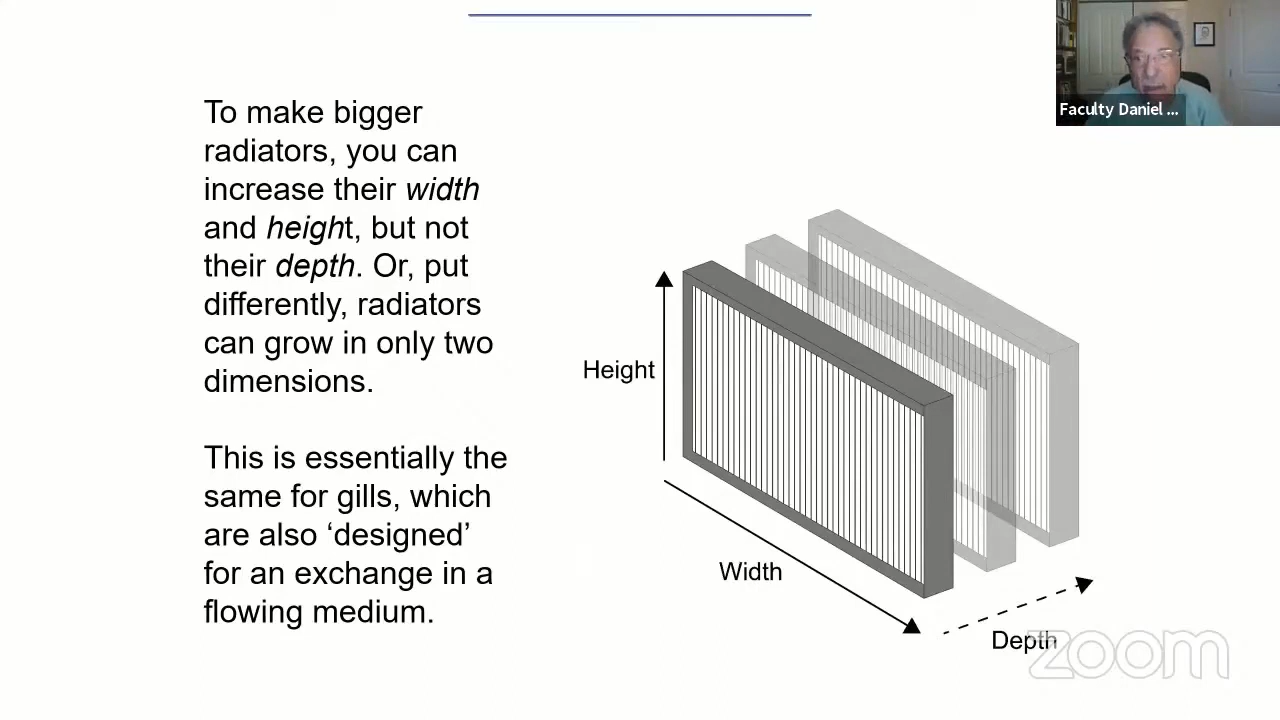 To make bigger
radiators, you can
increase their width
and height, but not
their depth. Or, put
differently, radiators
can grow in only two
dimensions.
This is essentially the
same for gills, which
are also ‘designed’
for an exchange in a
flowing medium.
Height
Width
Depth
Faculty Daniel ...
zoom